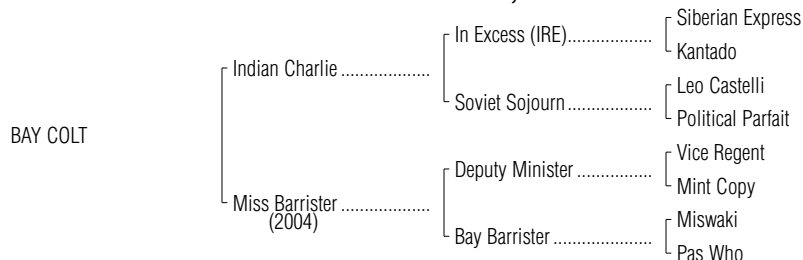 Siberian Express
In Excess (IRE)....................
Kantado
Indian Charlie ....................
Leo Castelli
Soviet Sojourn...................
Political Parfait
BAY COLT
Vice Regent
Deputy Minister ................
Mint Copy
Miss Barrister ...................
(2004)
Miswaki
Bay Barrister .....................
Pas Who